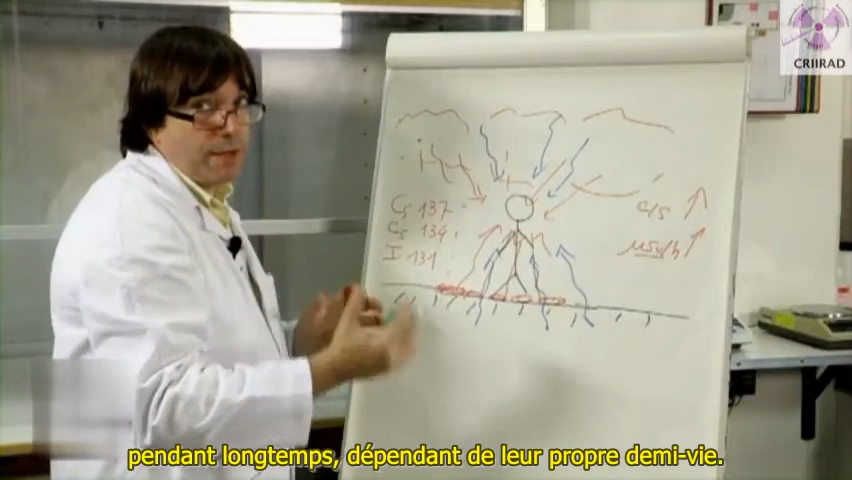 CRIIRAD
Cs 137
Cs 134
I 131
c/s
µSv/h
pendant longtemps, dépendant de leur propre demi-vie.